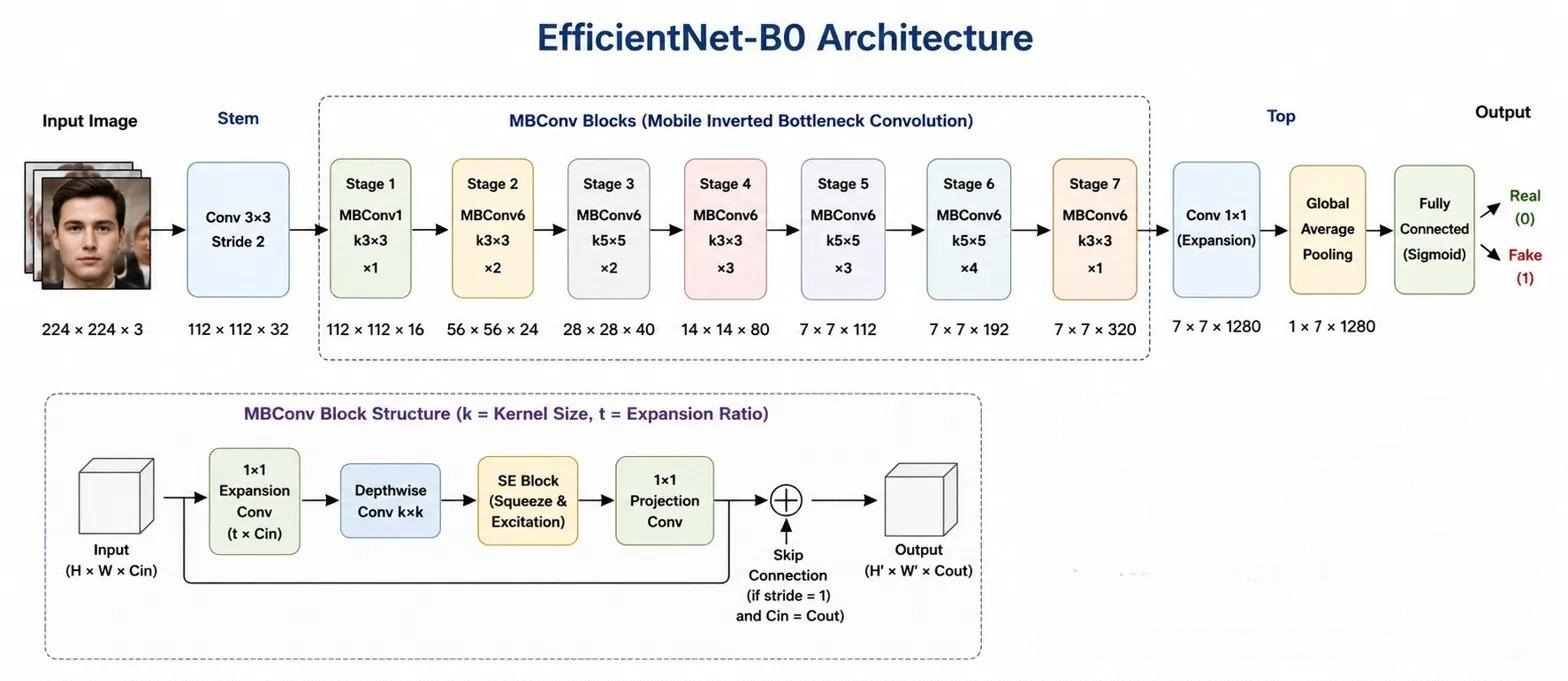 EfficientNet-B0 Architecture
Input Image
Stem
MBConv Blocks (Mobile Inverted Bottleneck Convolution)
Top
Output
Conv 3×3
Stride 2
Stage 1
MBConv1
k3×3
×1
Stage 2
MBConv6
k3×3
×2
Stage 3
MBConv6
k5×5
×2
Stage 4
MBConv6
k3×3
×3
Stage 5
MBConv6
k5×5
×3
Stage 6
MBConv6
k5×5
×4
Stage 7
MBConv6
k3×3
×1
Conv 1×1
(Expansion)
Global
Average
Pooling
Fully
Connected
(Sigmoid)
Real
(0)
Fake
(1)
224 × 224 × 3
112 × 112 × 32
112 × 112 × 16
56 × 56 × 24
28 × 28 × 40
14 × 14 × 80
7 × 7 × 112
7 × 7 × 192
7 × 7 × 320
7 × 7 × 1280
1 × 7 × 1280
MBConv Block Structure (k = Kernel Size, t = Expansion Ratio)
Input
(H × W × Cin)
1×1
Expansion
Conv
(t × Cin)
Depthwise
Conv k×k
SE Block
(Squeeze &
Excitation)
1×1
Projection
Conv
Skip
Connection
(if stride = 1)
and Cin = Cout)
Output
(H' × W' × Cout)